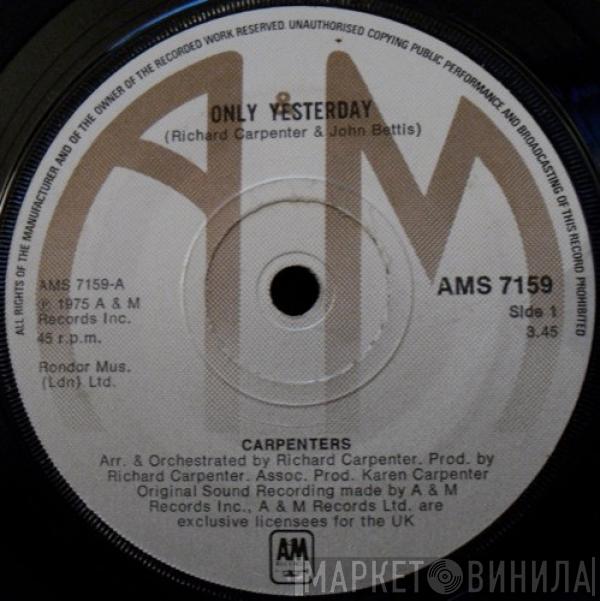 ALL RIGHTS OF THE MANUFACTURER AND OF THE OWNER OF THE RECORDED WORK RESERVED. UNAUTHORISED COPYING PUBLIC PERFORMANCE AND BROADCASTING OF THIS RECORD PROHIBITED
A&M
ONLY YESTERDAY
(Richard Carpenter & John Bettis)
AMS 7159-A
℗ 1975 A & M
Records Inc.
45 r.p.m.
Rondor Mus.
(Ldn) Ltd.
AMS 7159
Side 1
3.45
CARPENTERS
Arr. & Orchestrated by Richard Carpenter. Prod. by
Richard Carpenter. Assoc. Prod. Karen Carpenter
Original Sound Recording made by A & M
Records Inc., A & M Records Ltd. are
exclusive licensees for the UK
A&M
МАРКЕТ ВИНИЛА